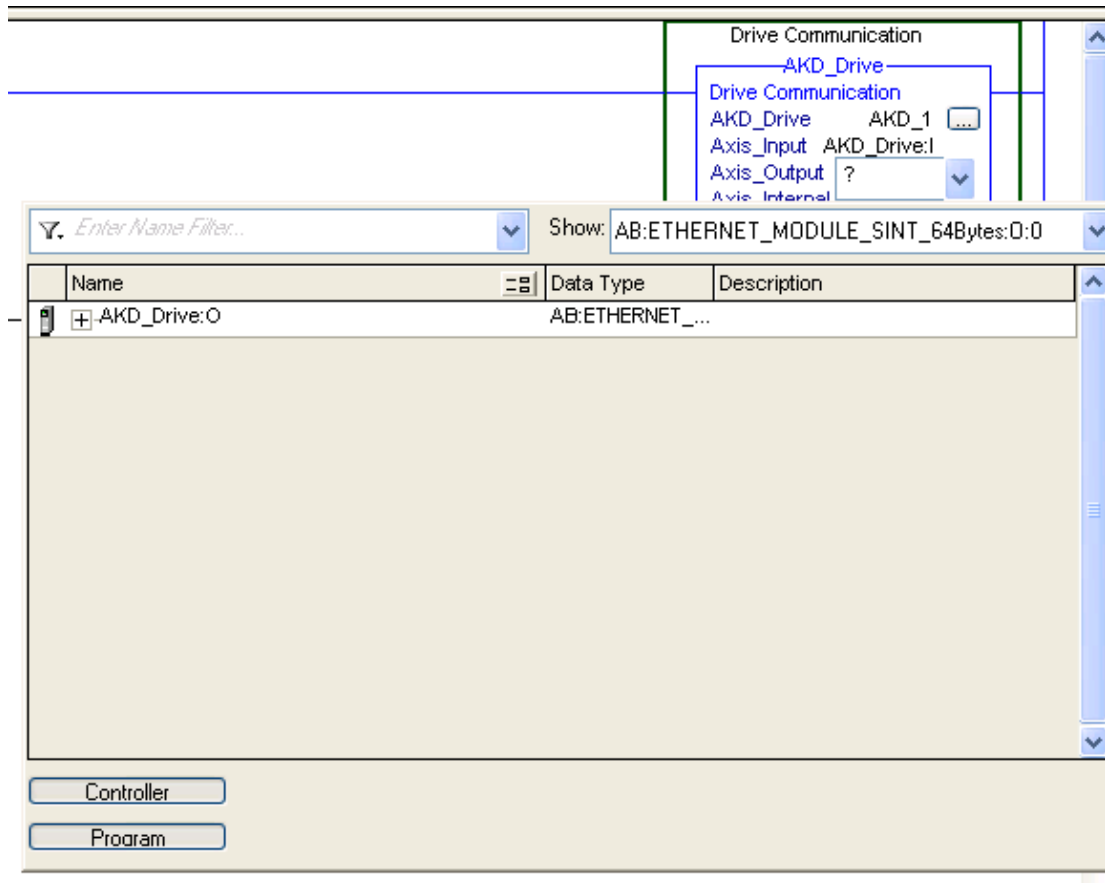 Drive Communication
AKD_Drive
Drive Communication
AKD_Drive AKD_1 ...
Axis_Input AKD_Drive:I
Axis_Output ?
Axis_Internal
Enter Name Filter... Show: AB:ETHERNET_MODULE_SINT_64Bytes:O:0
Name Data Type Description
AKD_Drive:O AB:ETHERNET_...
Controller
Program